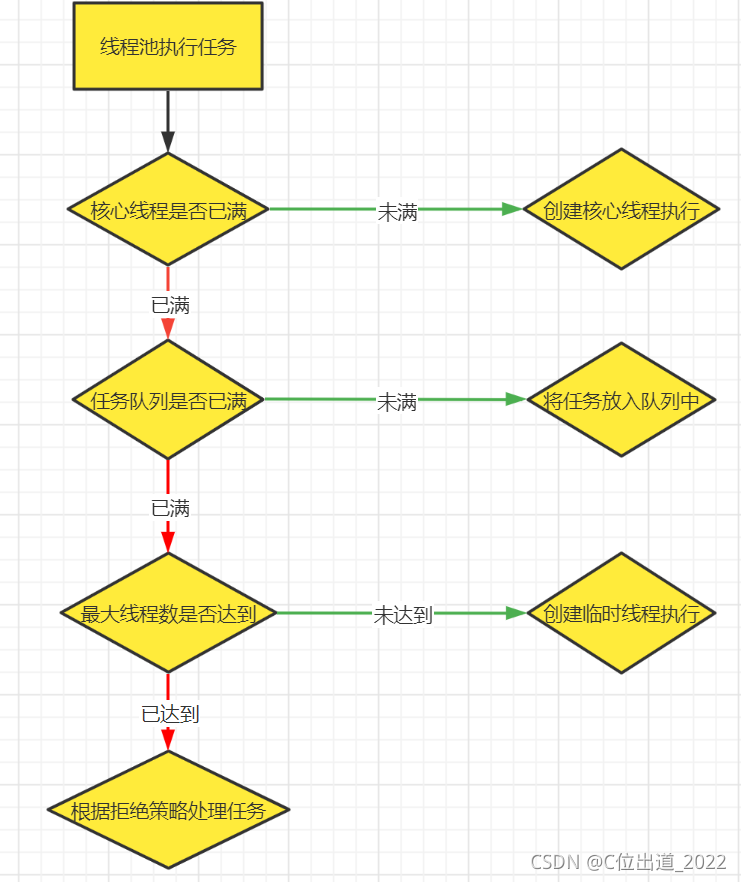 线程池执行任务
核心线程是否已满
未满
创建核心线程执行
已满
任务队列是否已满
未满
将任务放入队列中
已满
最大线程数是否达到
未达到
创建临时线程执行
已达到
根据拒绝策略处理任务
CSDN @C位出道_2022